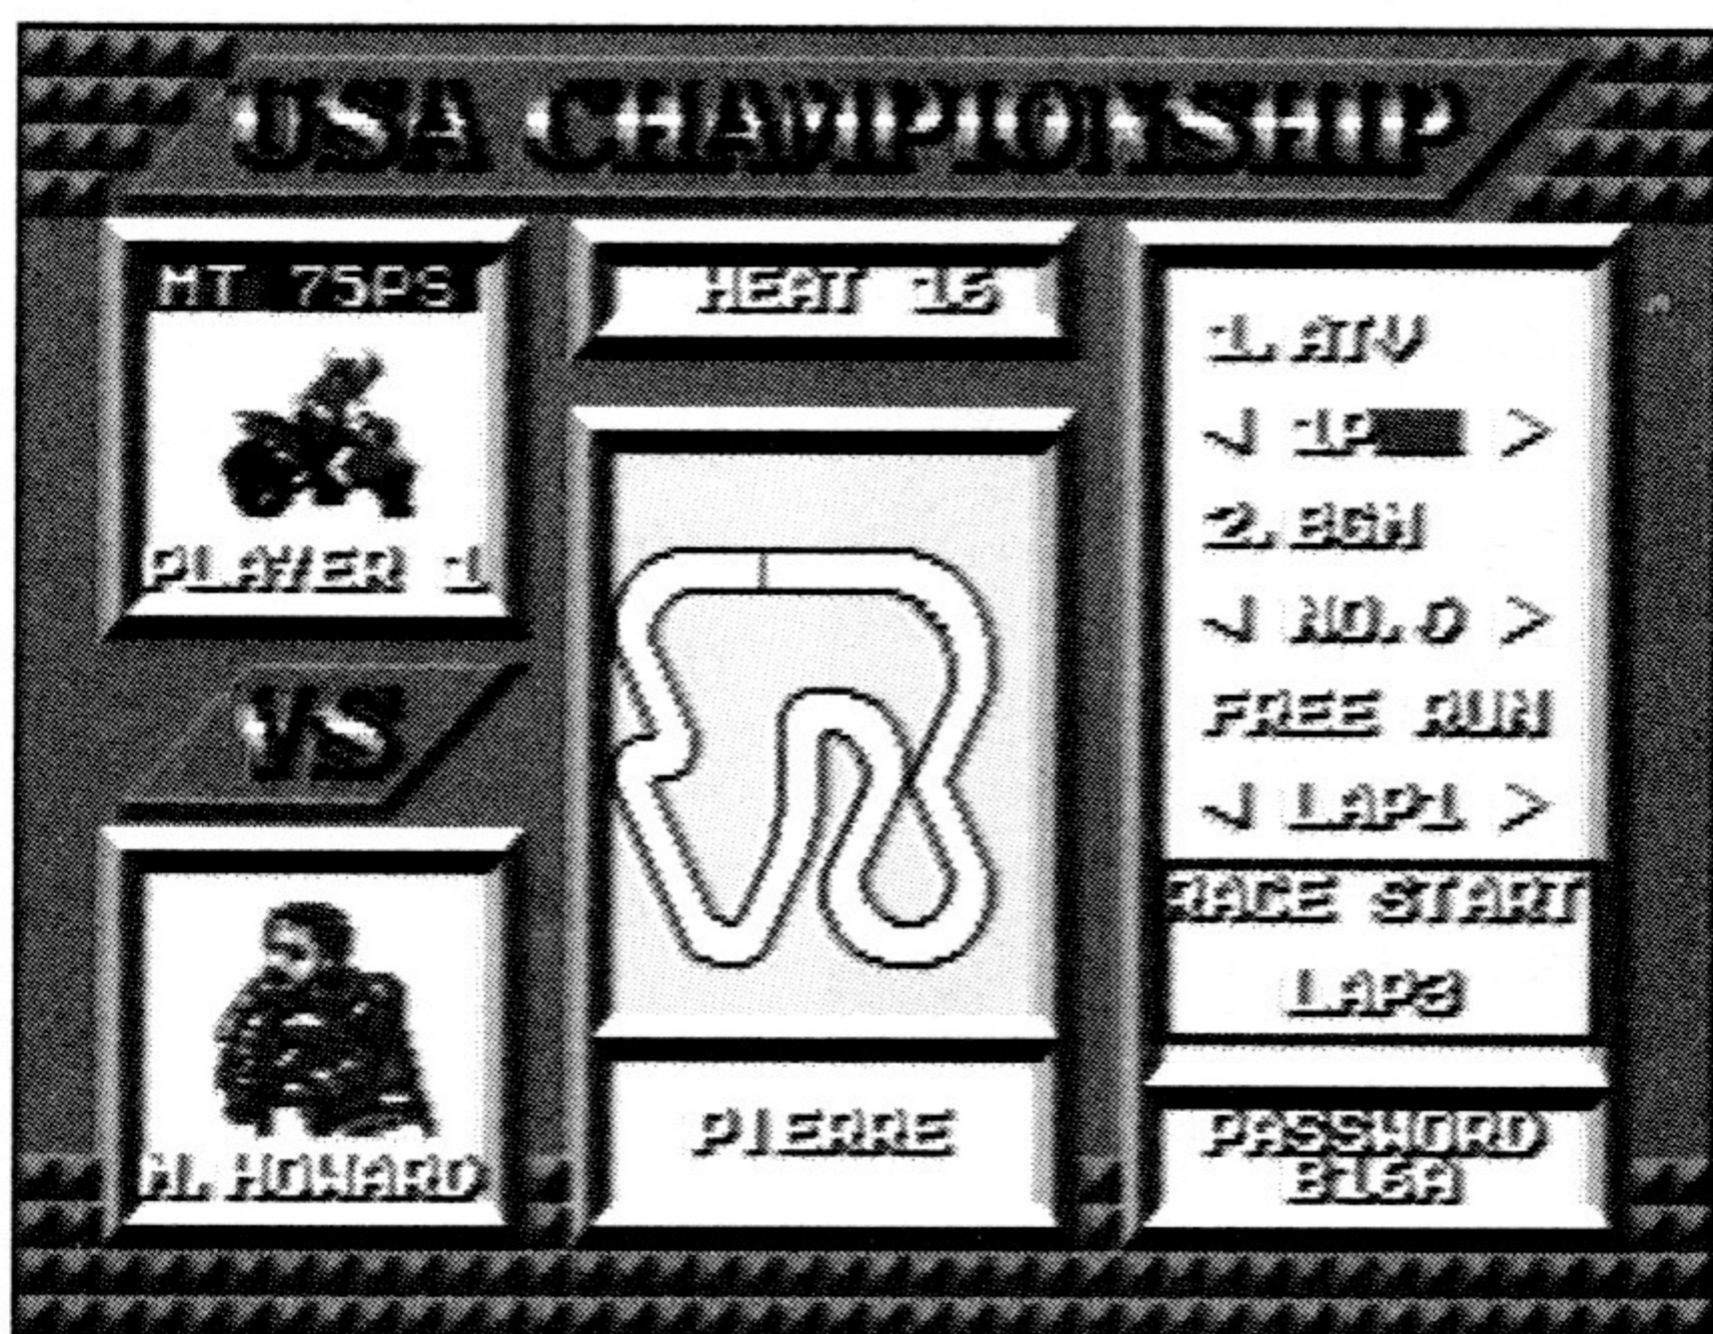 USA CHAMPIONSHIP
MT 75PS
PLAYER 1
VS
M. HOWARD
HEAT 16
PIERRE
1. ATV
< 1P >
2. BGM
< NO. 0 >
FREE RUN
< LAP1 >
RACE START
LAP3
PASSWORD
B16A